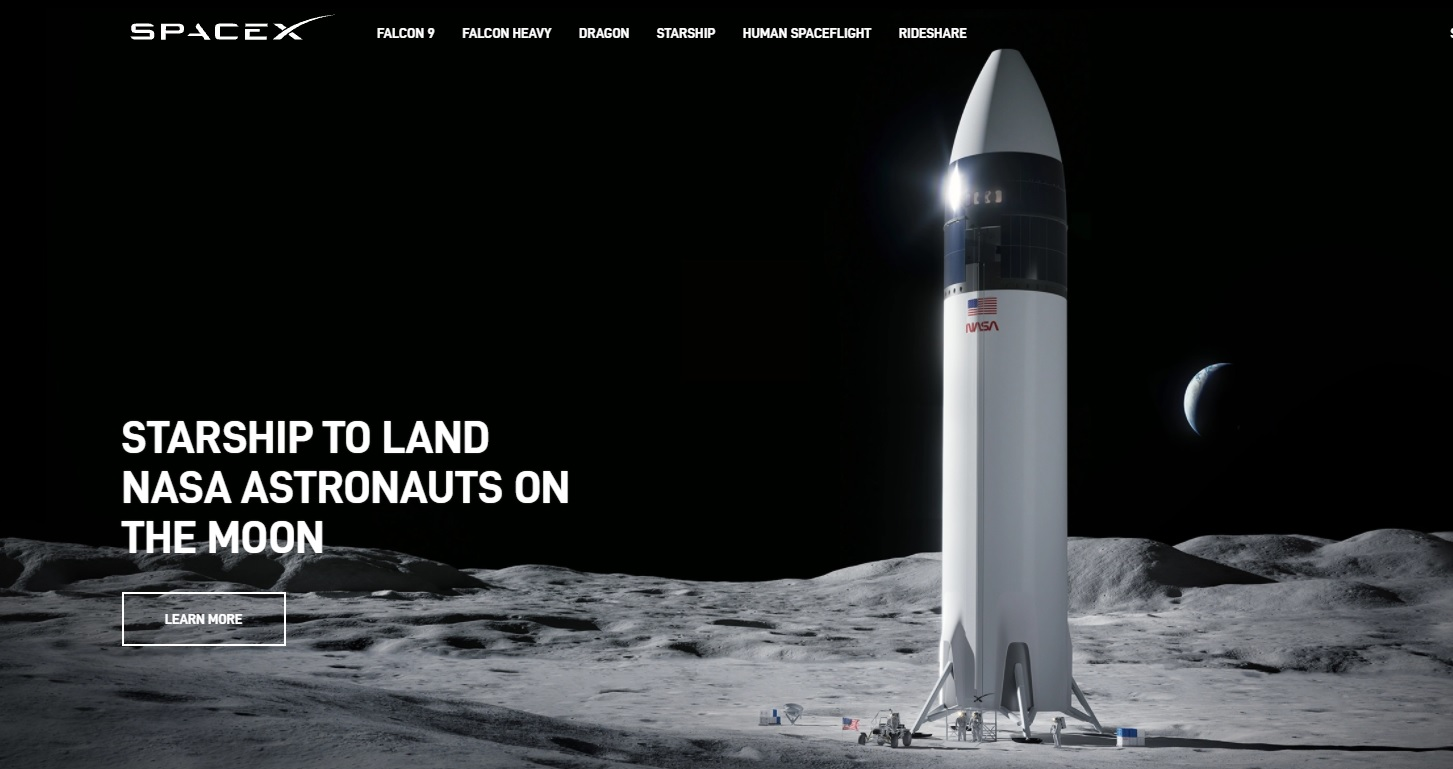 SPACEX
FALCON 9 FALCON HEAVY DRAGON STARSHIP HUMAN SPACEFLIGHT RIDESHARE
NASA
STARSHIP TO LAND
NASA ASTRONAUTS ON
THE MOON
LEARN MORE